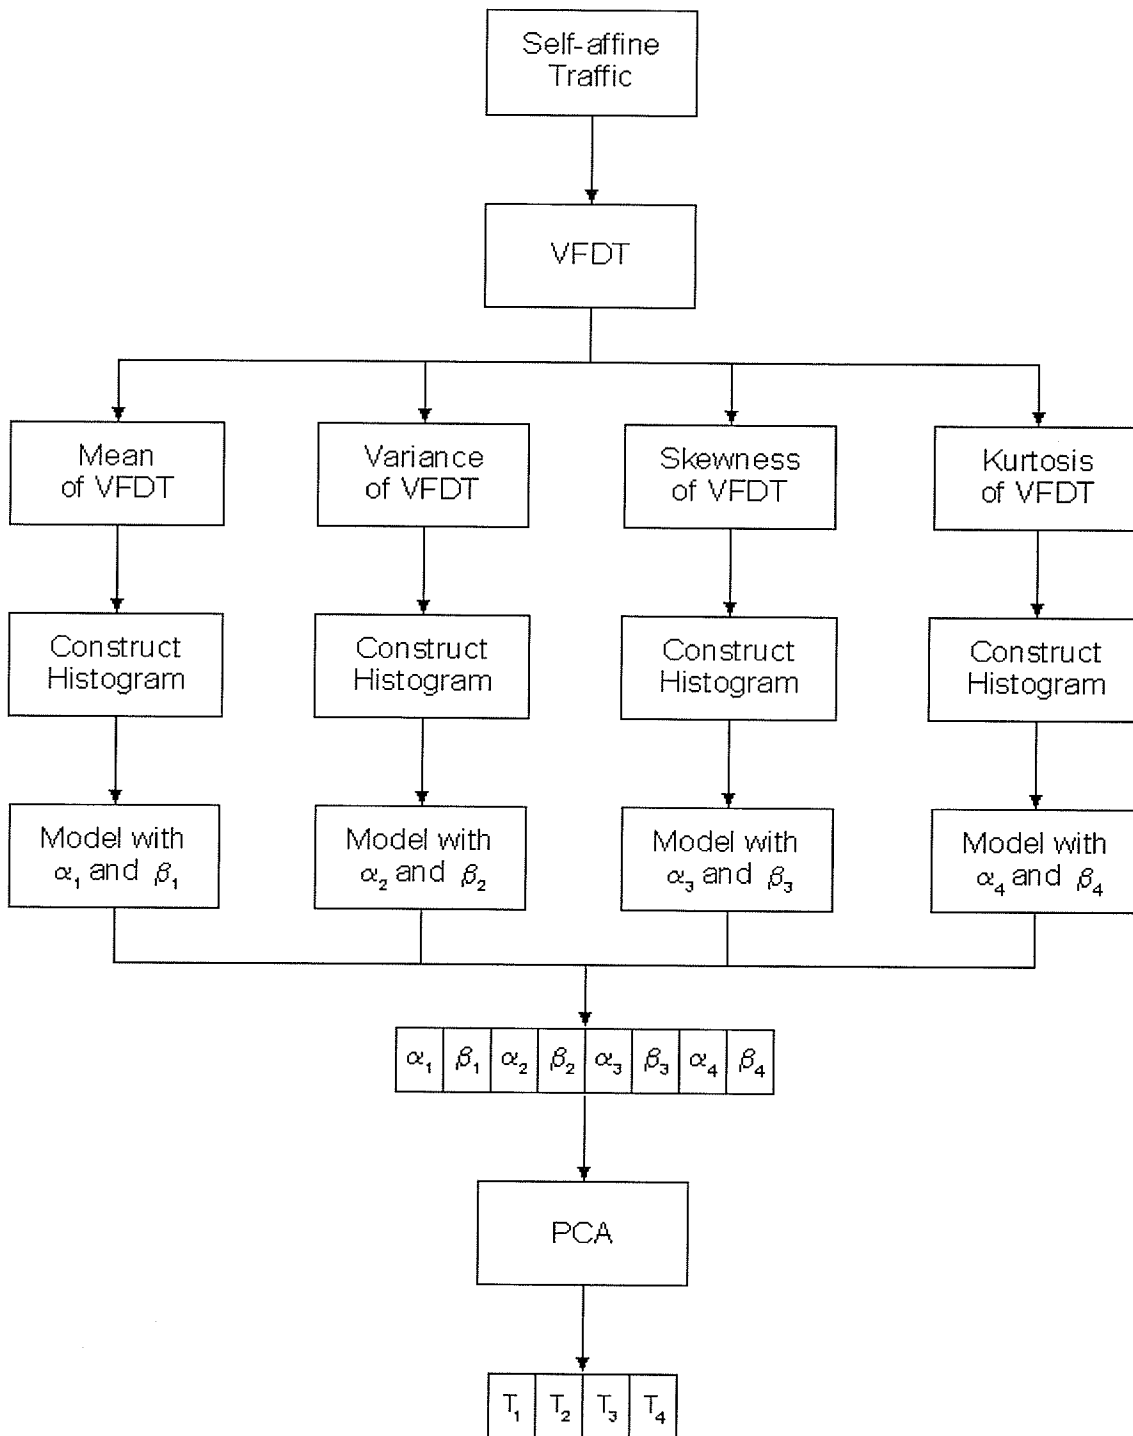 Self-affine
Traffic
VFDT
Mean
of VFDT
Variance
of VFDT
Skewness
of VFDT
Kurtosis
of VFDT
Construct
Histogram
Construct
Histogram
Construct
Histogram
Construct
Histogram
Model with
α₁ and β₁
Model with
α₂ and β₂
Model with
α₃ and β₃
Model with
α₄ and β₄
α₁ β₁ α₂ β₂ α₃ β₃ α₄ β₄
PCA
T₁ T₂ T₃ T₄